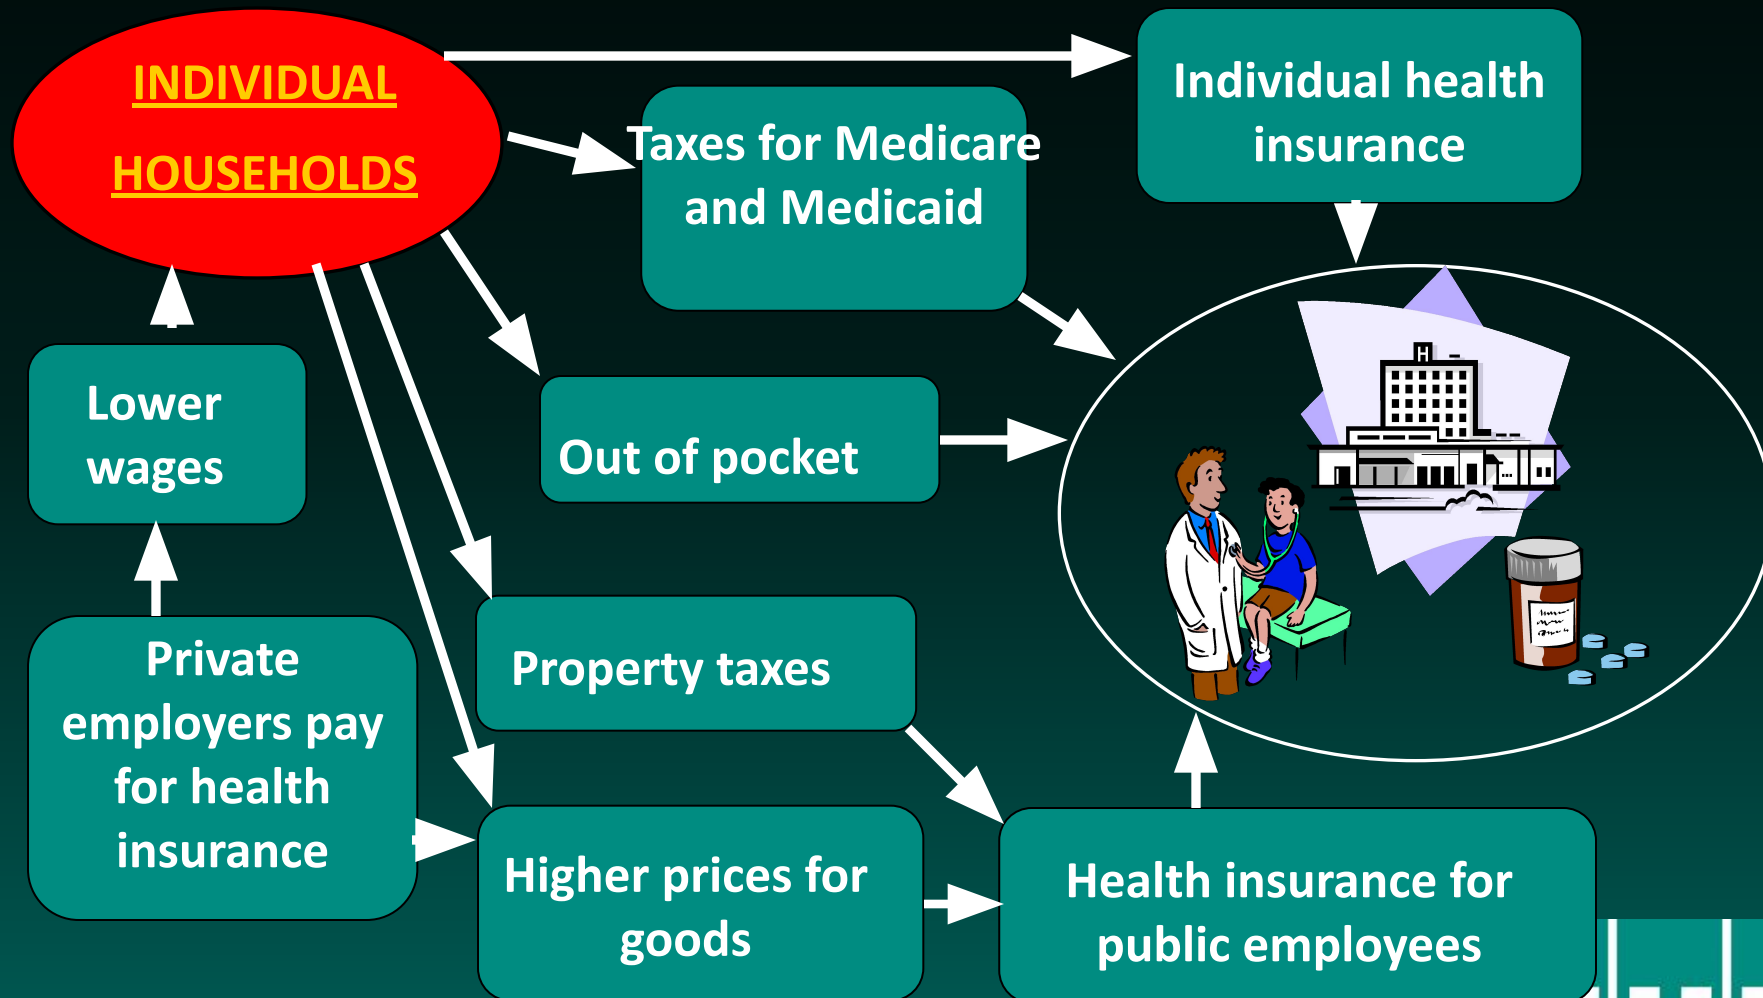 INDIVIDUAL
HOUSEHOLDS
Taxes for Medicare
and Medicaid
Individual health
insurance
H
Lower
wages
Out of pocket
Private
employers pay
for health
insurance
Property taxes
Higher prices for
goods
Health insurance for
public employees